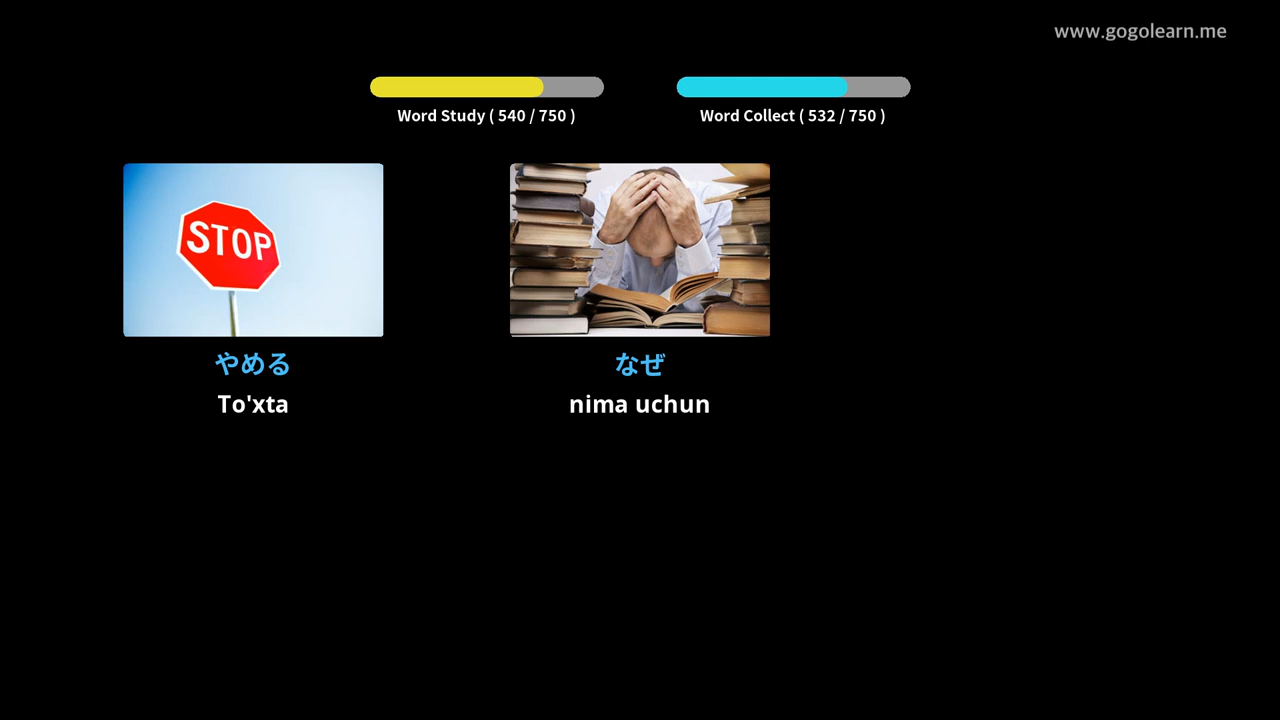 www.gogolearn.me
Word Study ( 540 / 750 )
Word Collect ( 532 / 750 )
STOP
やめる
To'xta
なぜ
nima uchun